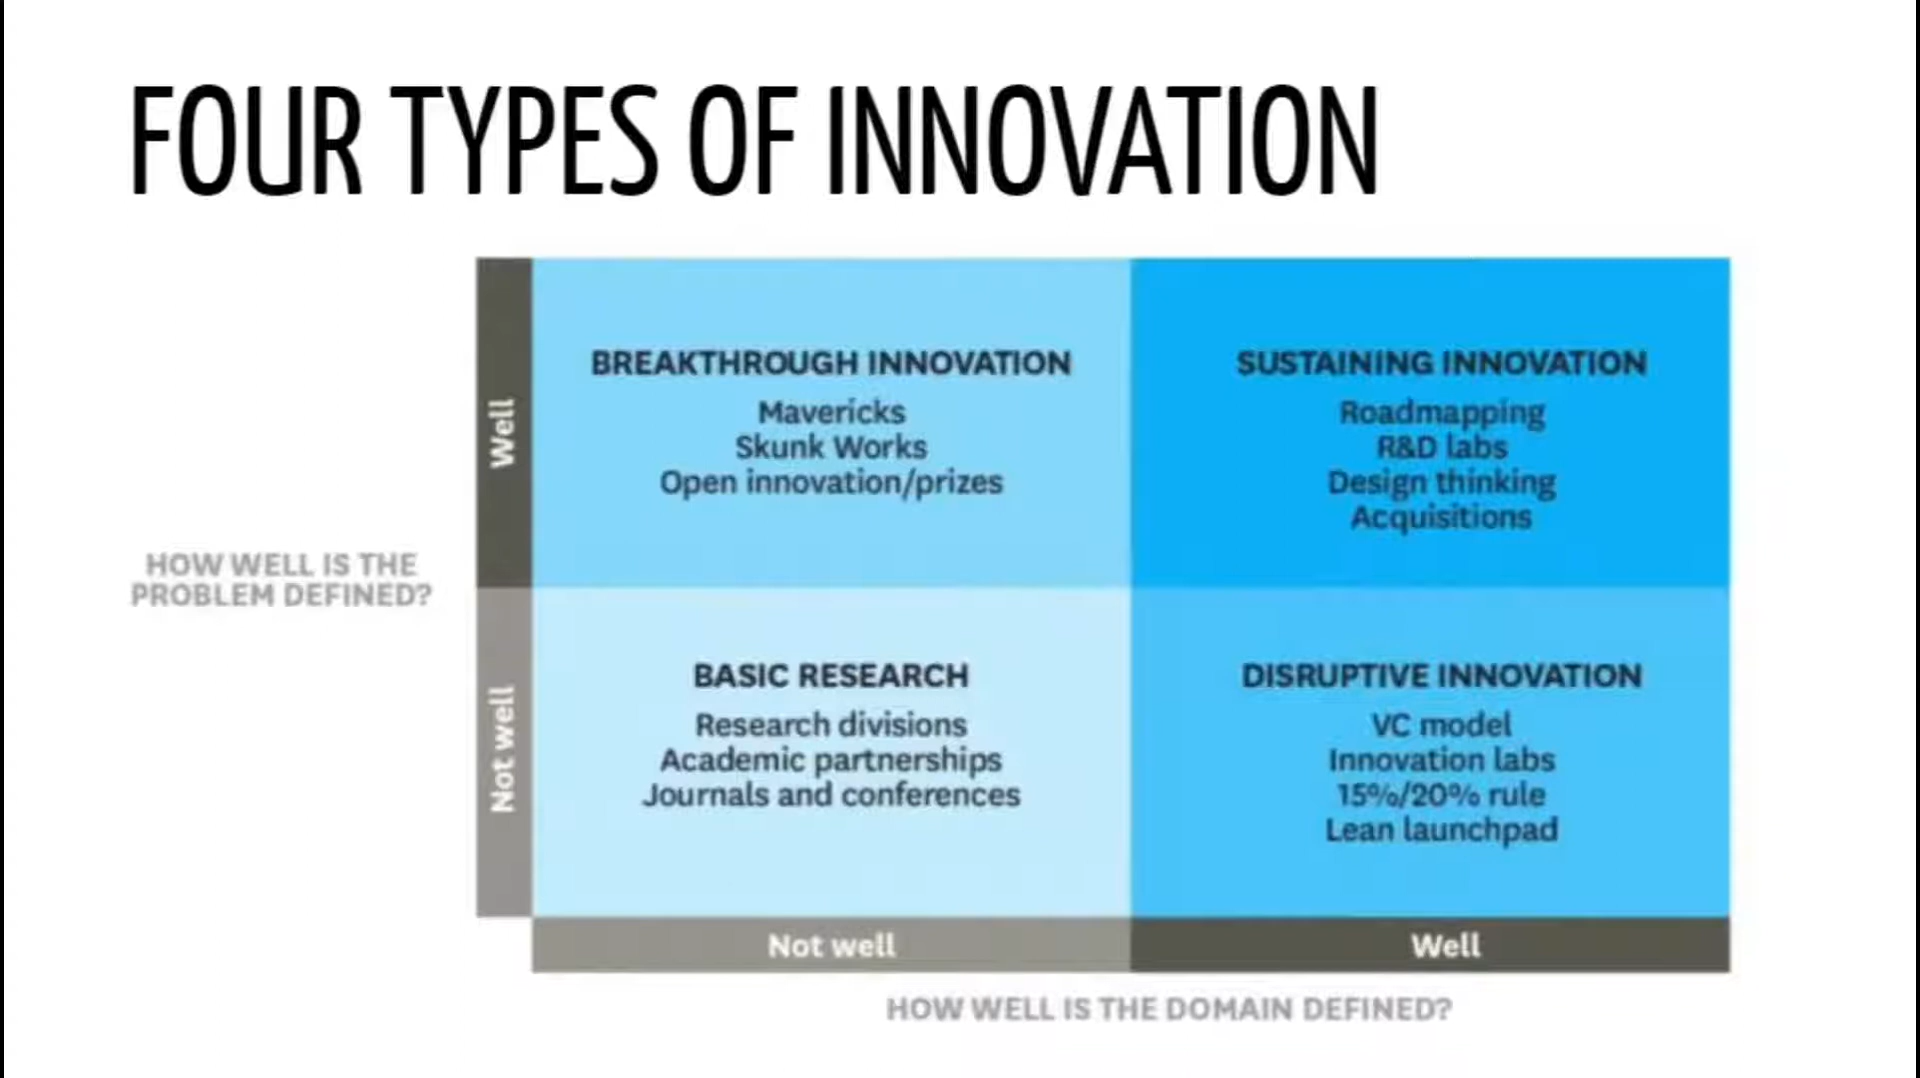 FOUR TYPES OF INNOVATION
HOW WELL IS THE
PROBLEM DEFINED?
Well
BREAKTHROUGH INNOVATION
Mavericks
Skunk Works
Open innovation/prizes
SUSTAINING INNOVATION
Roadmapping
R&D labs
Design thinking
Acquisitions
Not well
BASIC RESEARCH
Research divisions
Academic partnerships
Journals and conferences
DISRUPTIVE INNOVATION
VC model
Innovation labs
15%/20% rule
Lean launchpad
Not well
Well
HOW WELL IS THE DOMAIN DEFINED?